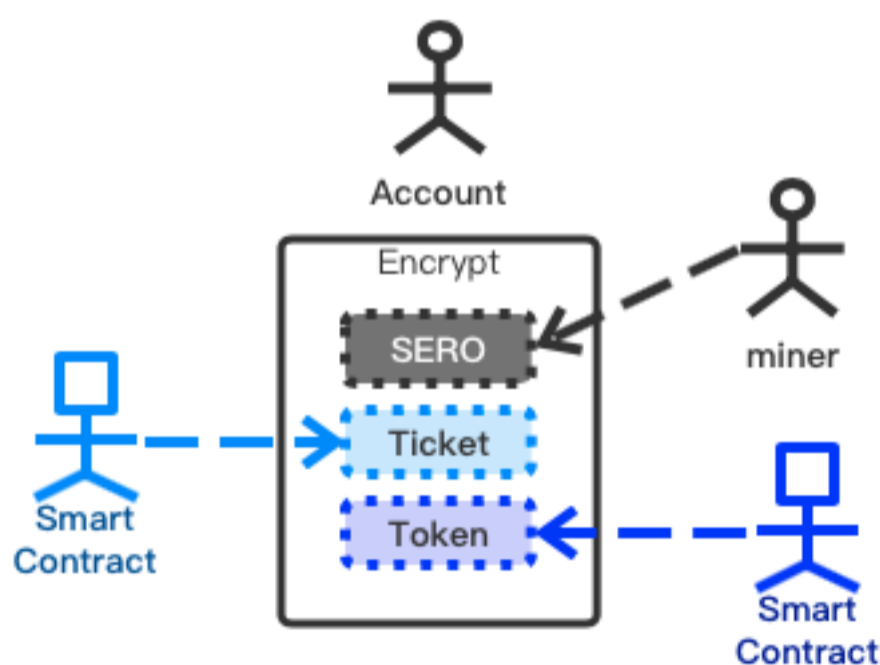 Account
Encrypt
SERO
miner
Ticket
Smart
Contract
Token
Smart
Contract